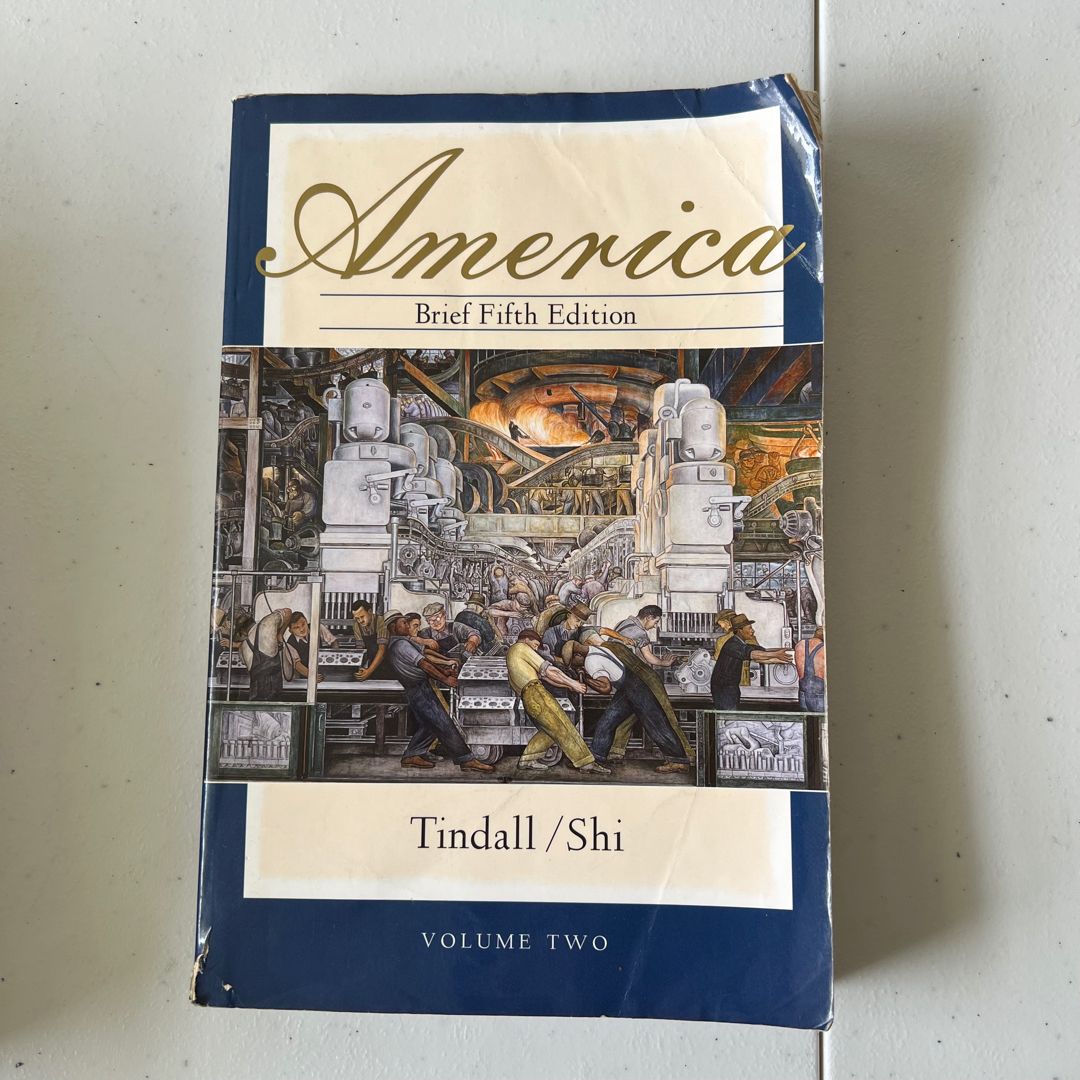 America
Brief Fifth Edition
Tindall / Shi
VOLUME TWO